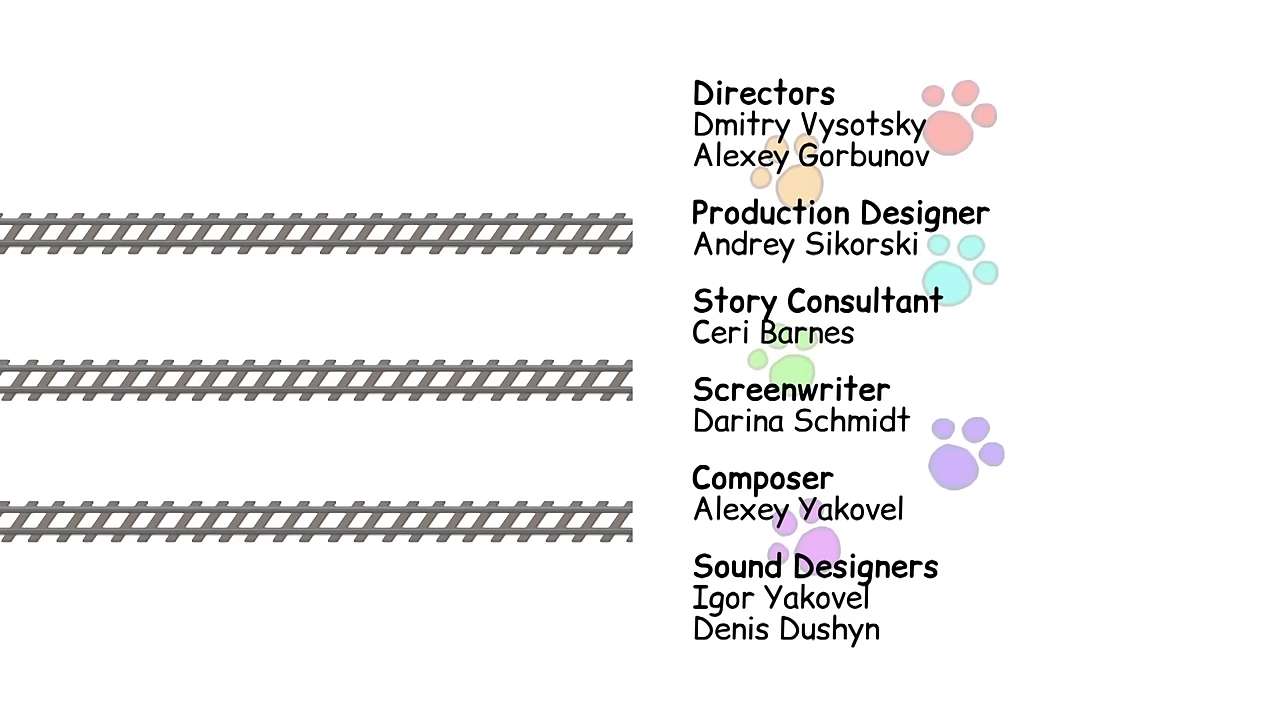 Directors
Dmitry Vysotsky
Alexey Gorbunov
Production Designer
Andrey Sikorski
Story Consultant
Ceri Barnes
Screenwriter
Darina Schmidt
Composer
Alexey Yakovel
Sound Designers
Igor Yakovel
Denis Dushyn